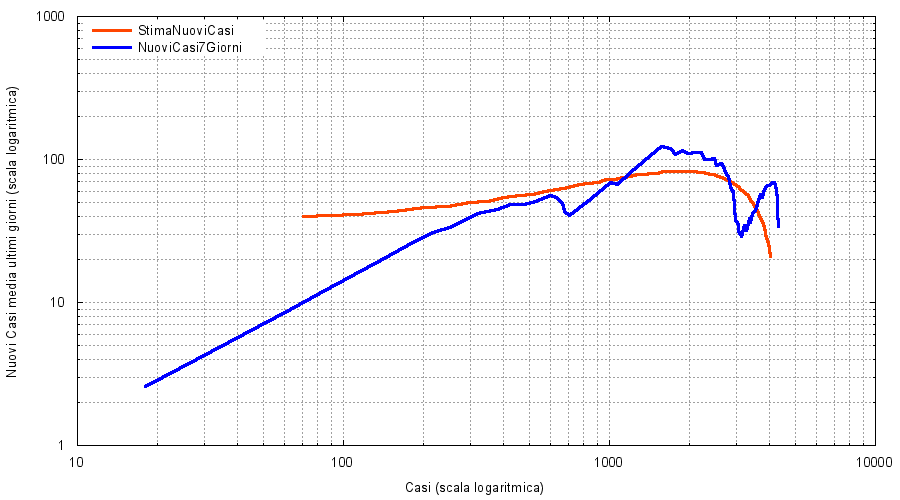 1000
StimaNuoviCasi
NuoviCasi7Giorni
100
10
1
Nuovi Casi media ultimi giorni (scala logaritmica)
10
100
1000
10000
Casi (scala logaritmica)